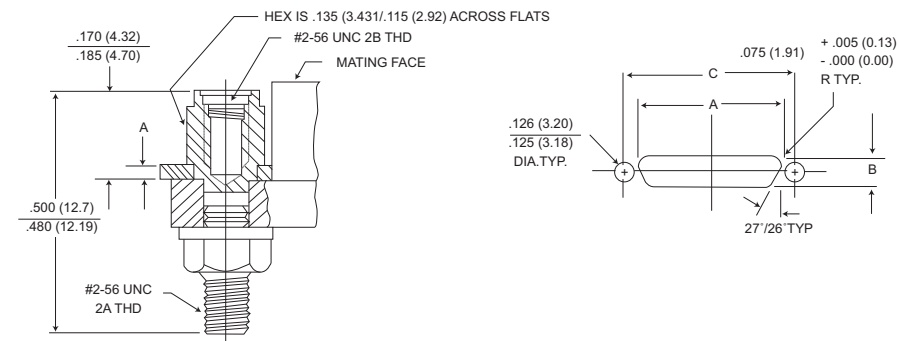 HEX IS .135 (3.431/.115 (2.92) ACROSS FLATS
#2-56 UNC 2B THD
MATING FACE
.170 (4.32)
.185 (4.70)
A
.500 (12.7)
.480 (12.19)
#2-56 UNC
2A THD
.075 (1.91)
+ .005 (0.13)
- .000 (0.00)
R TYP.
C
A
.126 (3.20)
.125 (3.18)
DIA.TYP.
B
27°/26°TYP